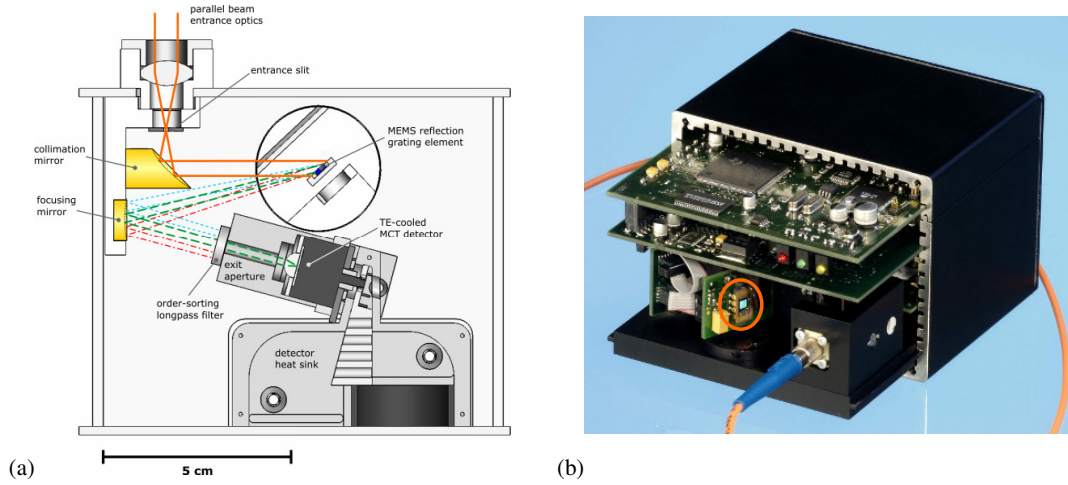 parallel beam
entrance optics
entrance slit
MEMS reflection
grating element
collimation
mirror
focusing
mirror
TE-cooled
MCT detector
exit
aperture
order-sorting
longpass filter
detector
heat sink
5 cm
(a)
(b)